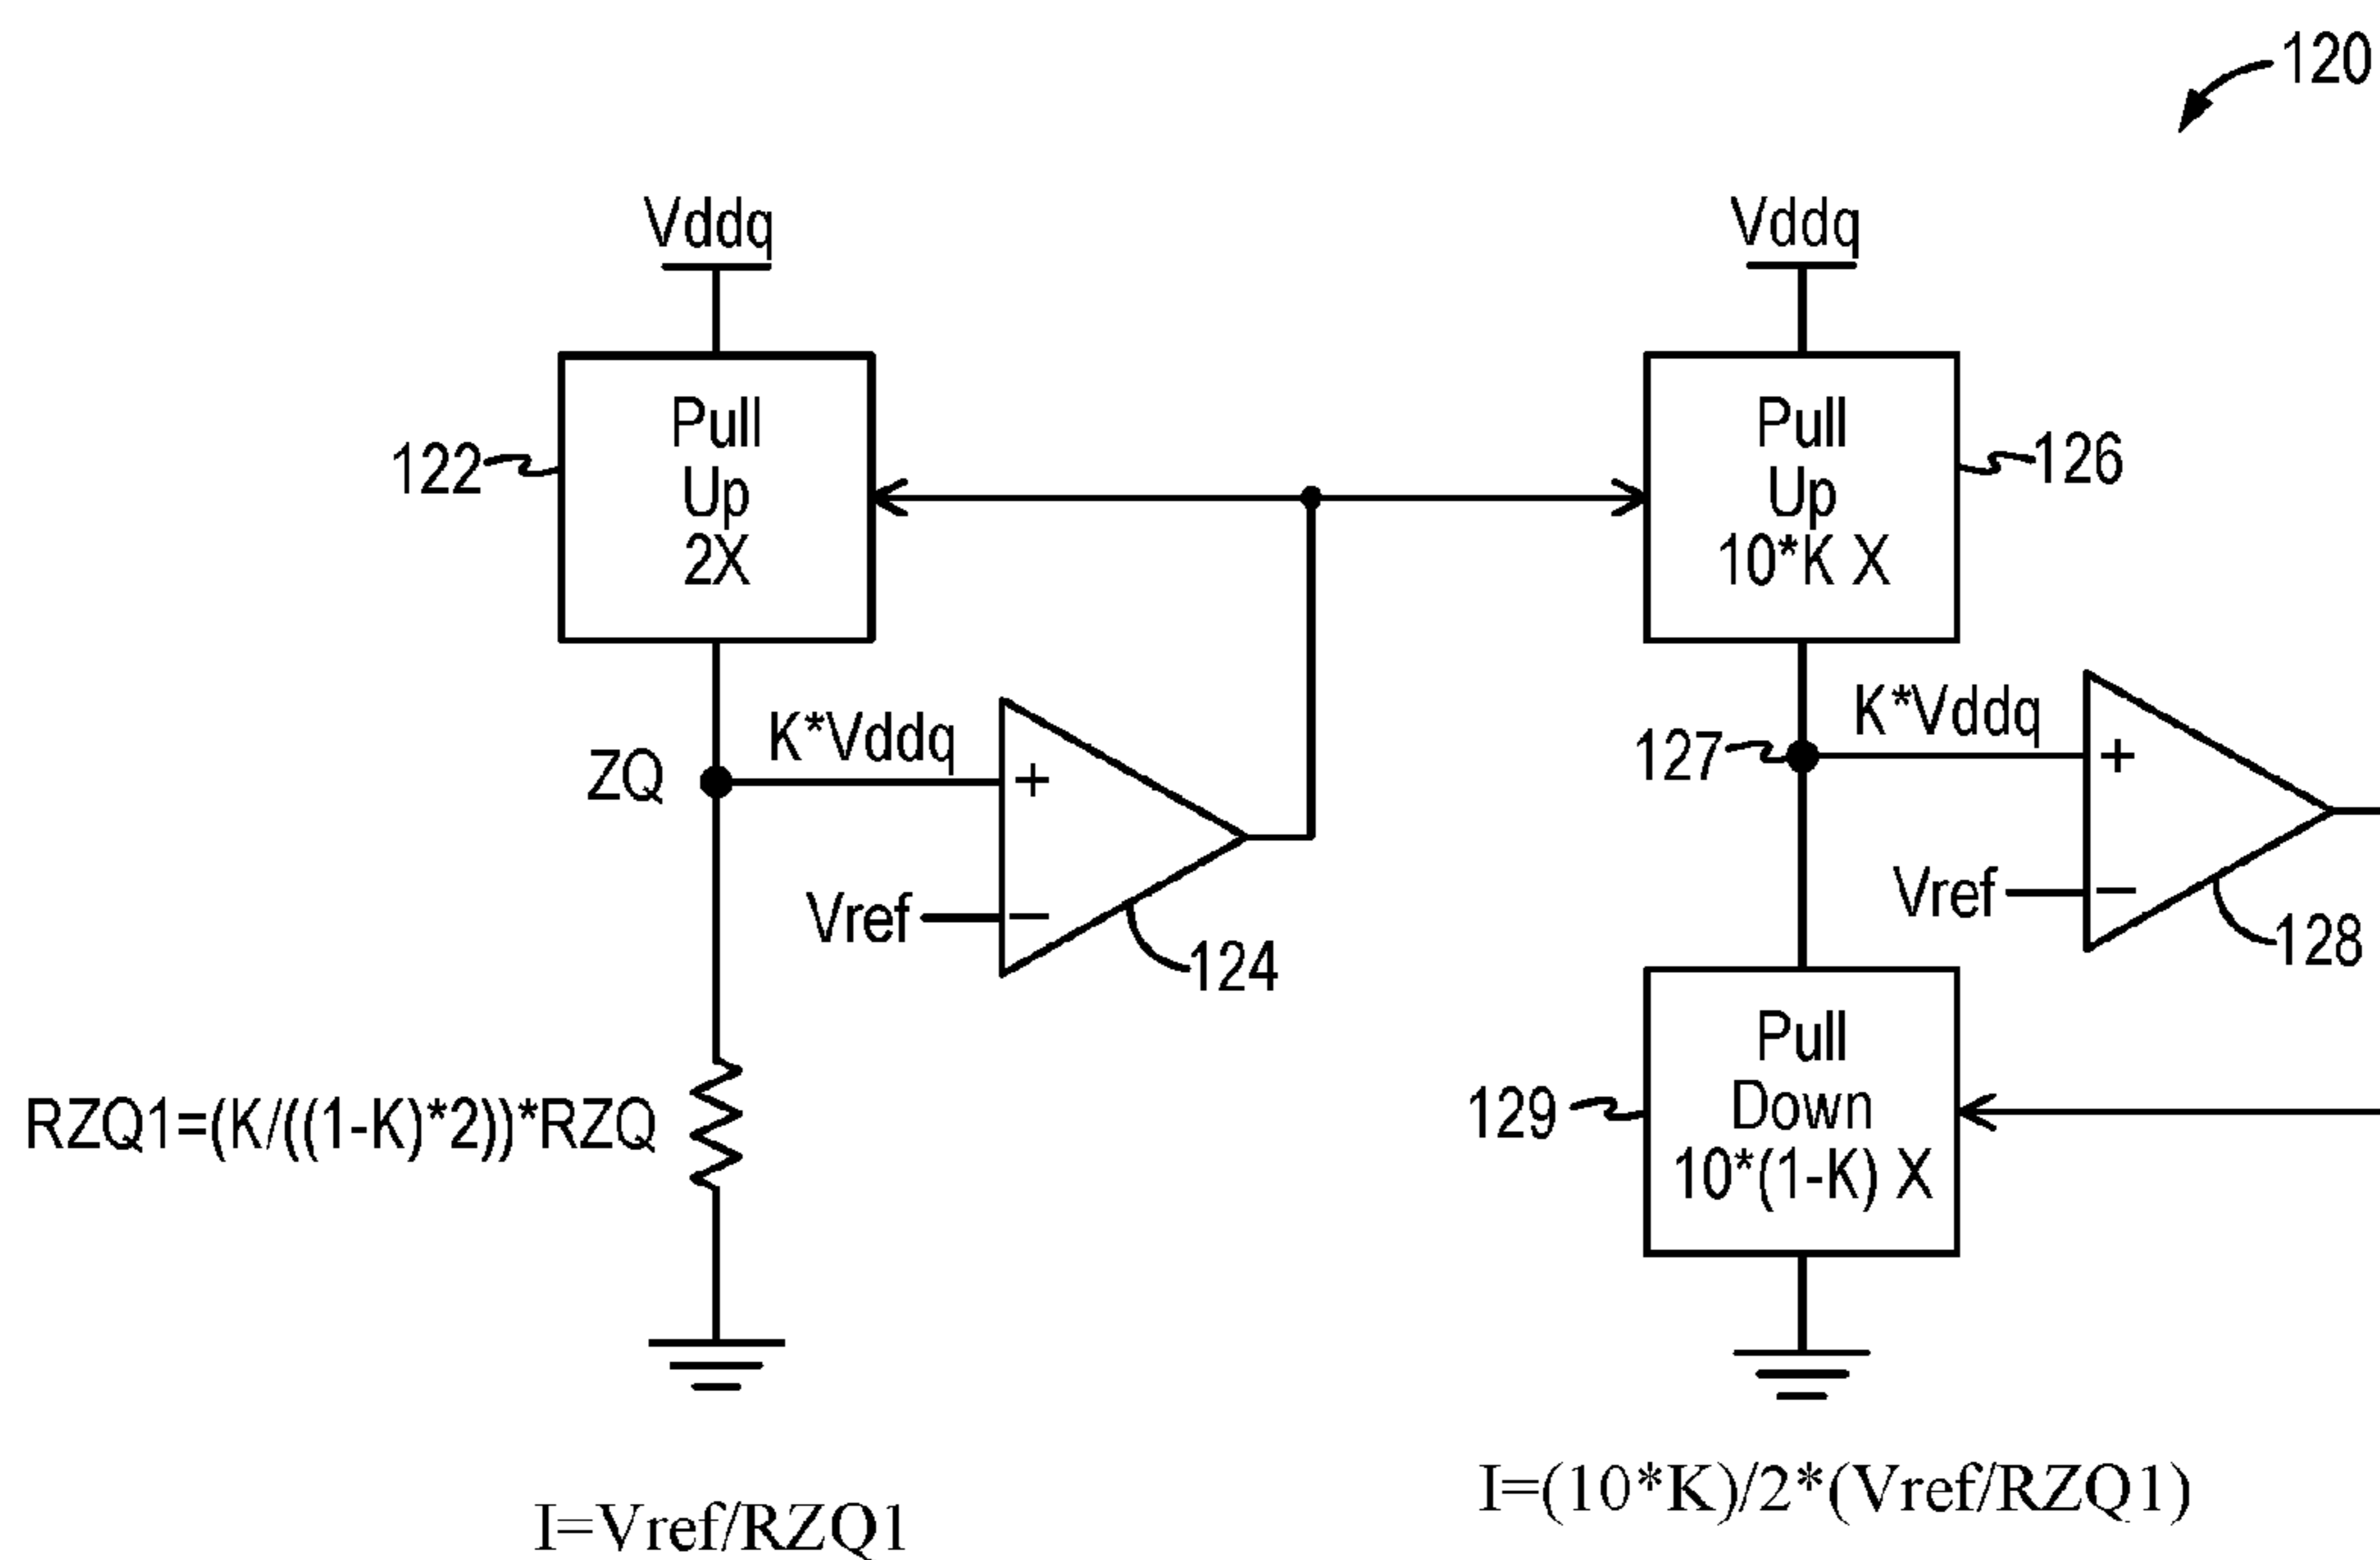 120
Vddq
Vddq
122
Pull
Up
2X
Pull
Up
10*K X
126
ZQ
K*Vddq
+
Vref
−
124
127
K*Vddq
+
Vref
−
128
RZQ1=(K/((1-K)*2))*RZQ
129
Pull
Down
10*(1-K) X
I=Vref/RZQ1
I=(10*K)/2*(Vref/RZQ1)